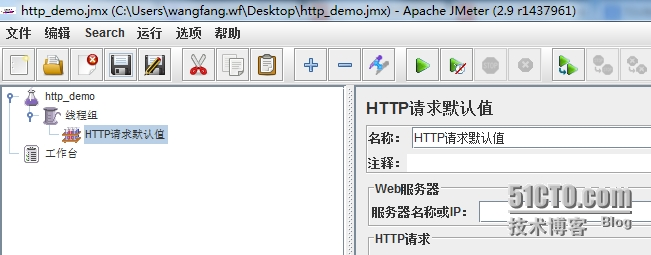 http_demo.jmx (C:\Users\wangfang.wf\Desktop\http_demo.jmx) - Apache JMeter (2.9 r1437961)
文件 编辑 Search 运行 选项 帮助
http_demo
线程组
HTTP请求默认值
工作台
HTTP请求默认值
名称： HTTP请求默认值
注释：
Web服务器
服务器名称或IP：
HTTP请求
51CTO.com
技术博客 Blog